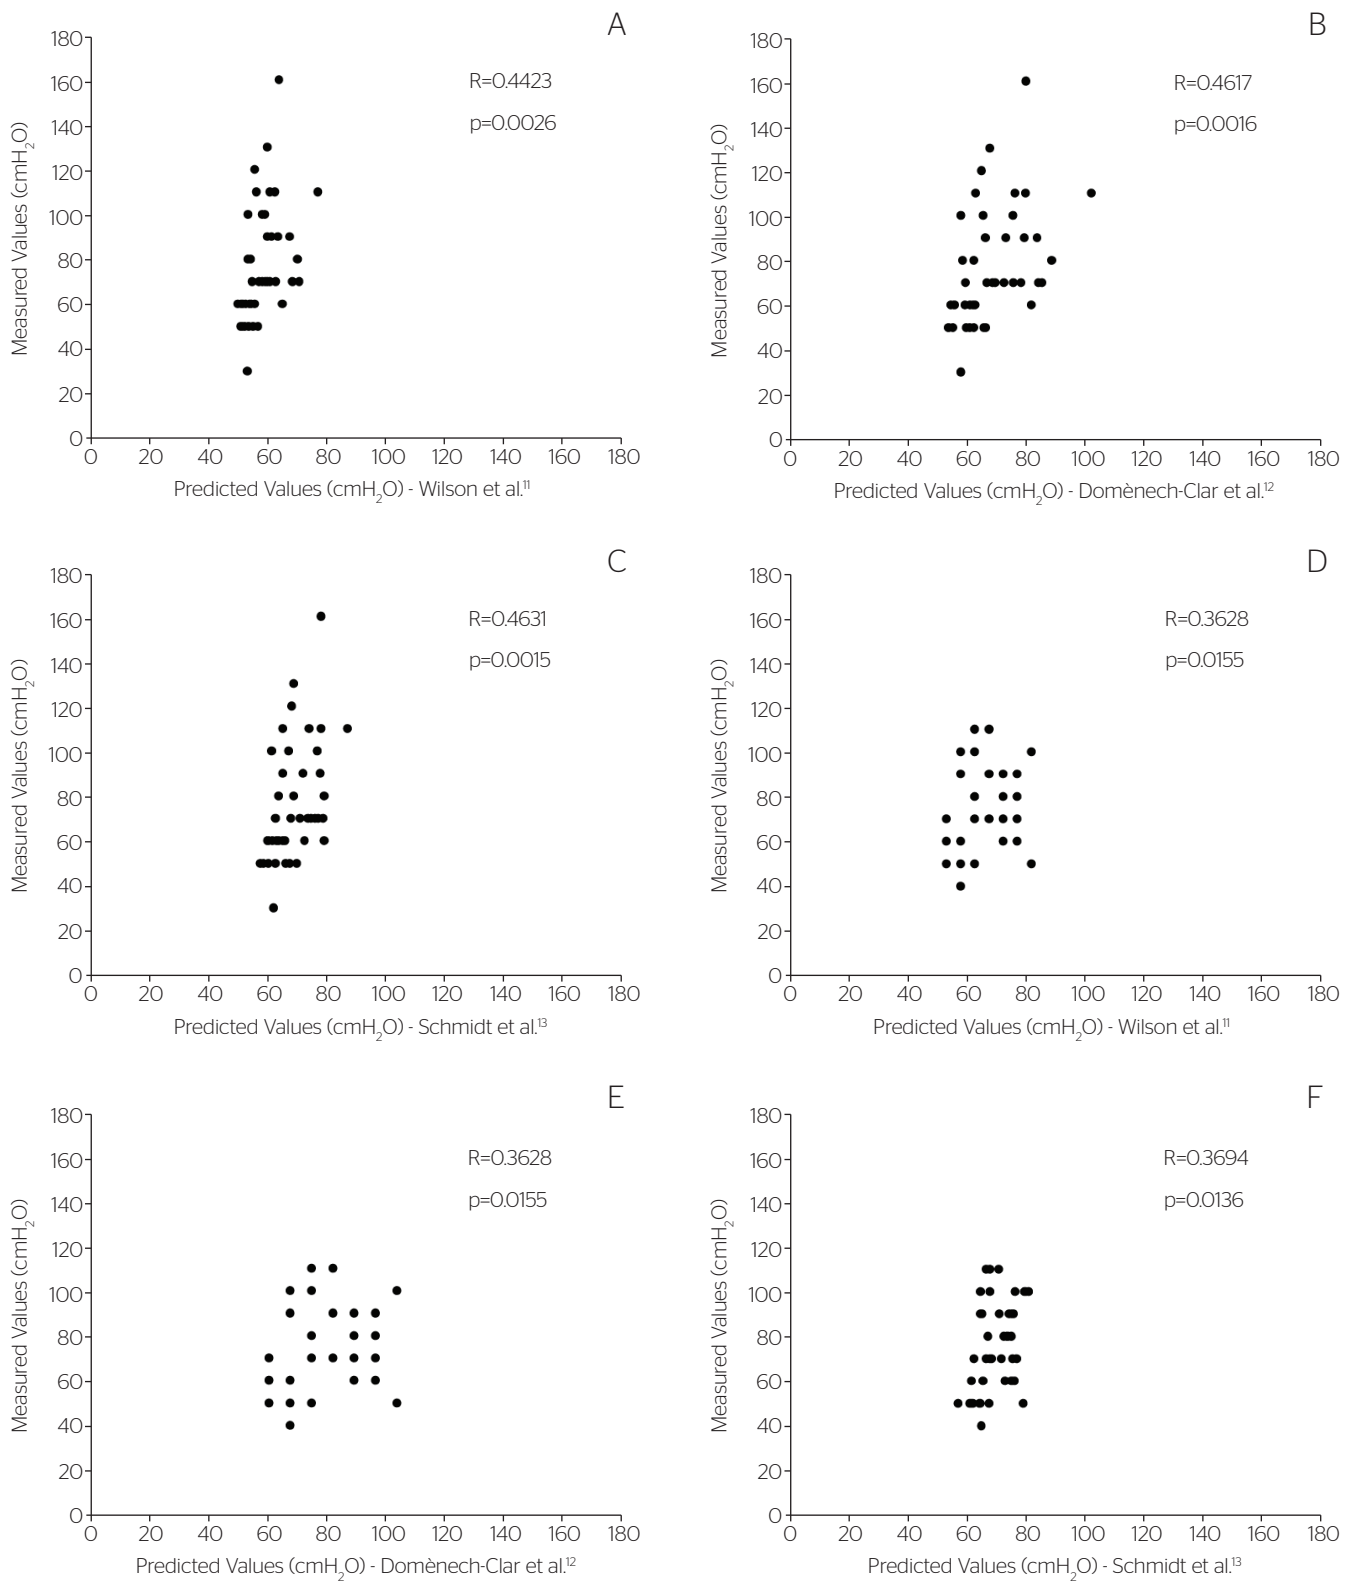 A
180
160
140
120
100
80
60
40
20
0
Measured Values (cmH2O)
R=0.4423
p=0.0026
0 20 40 60 80 100 120 140 160 180
Predicted Values (cmH2O) - Wilson et al.11
B
180
160
140
120
100
80
60
40
20
0
Measured Values (cmH2O)
R=0.4617
p=0.0016
0 20 40 60 80 100 120 140 160 180
Predicted Values (cmH2O) - Domènech-Clar et al.12
C
180
160
140
120
100
80
60
40
20
0
Measured Values (cmH2O)
R=0.4631
p=0.0015
0 20 40 60 80 100 120 140 160 180
Predicted Values (cmH2O) - Schmidt et al.13
D
180
160
140
120
100
80
60
40
20
0
Measured Values (cmH2O)
R=0.3628
p=0.0155
0 20 40 60 80 100 120 140 160 180
Predicted Values (cmH2O) - Wilson et al.11
E
180
160
140
120
100
80
60
40
20
0
Measured Values (cmH2O)
R=0.3628
p=0.0155
0 20 40 60 80 100 120 140 160 180
Predicted Values (cmH2O) - Domènech-Clar et al.12
F
180
160
140
120
100
80
60
40
20
0
Measured Values (cmH2O)
R=0.3694
p=0.0136
0 20 40 60 80 100 120 140 160 180
Predicted Values (cmH2O) - Schmidt et al.13